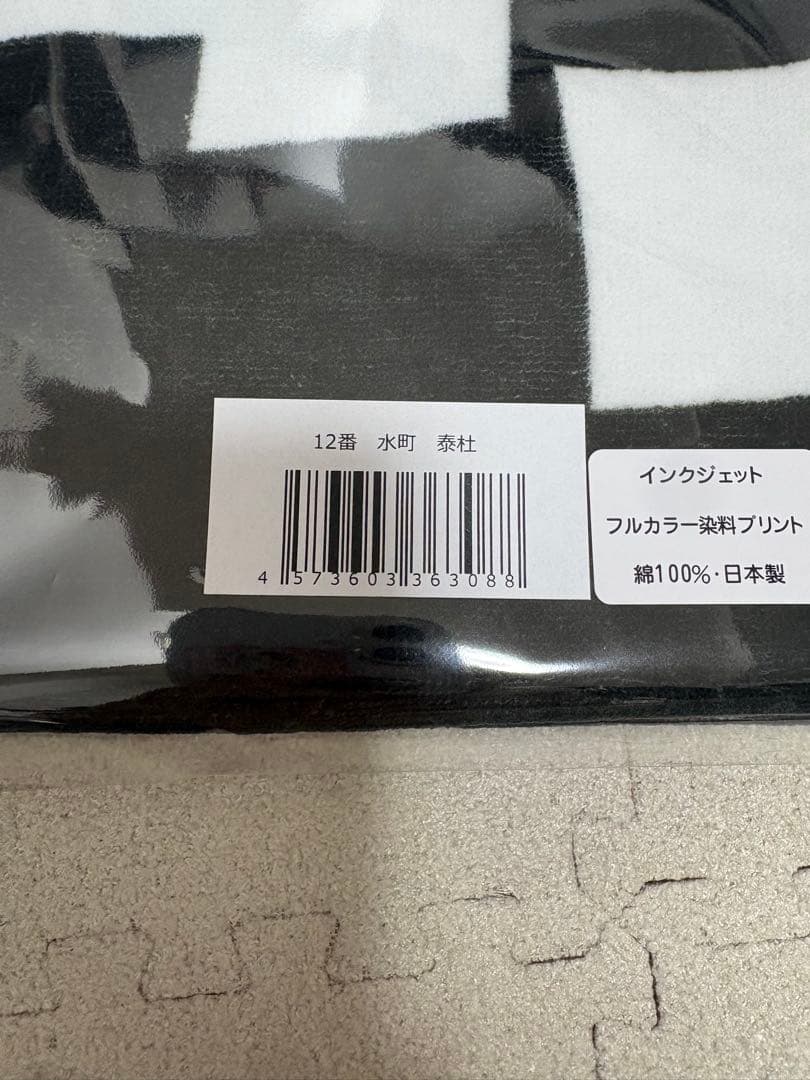 12番 水町 泰杜
4 573603 363088
インクジェット
フルカラー染料プリント
綿100%・日本製